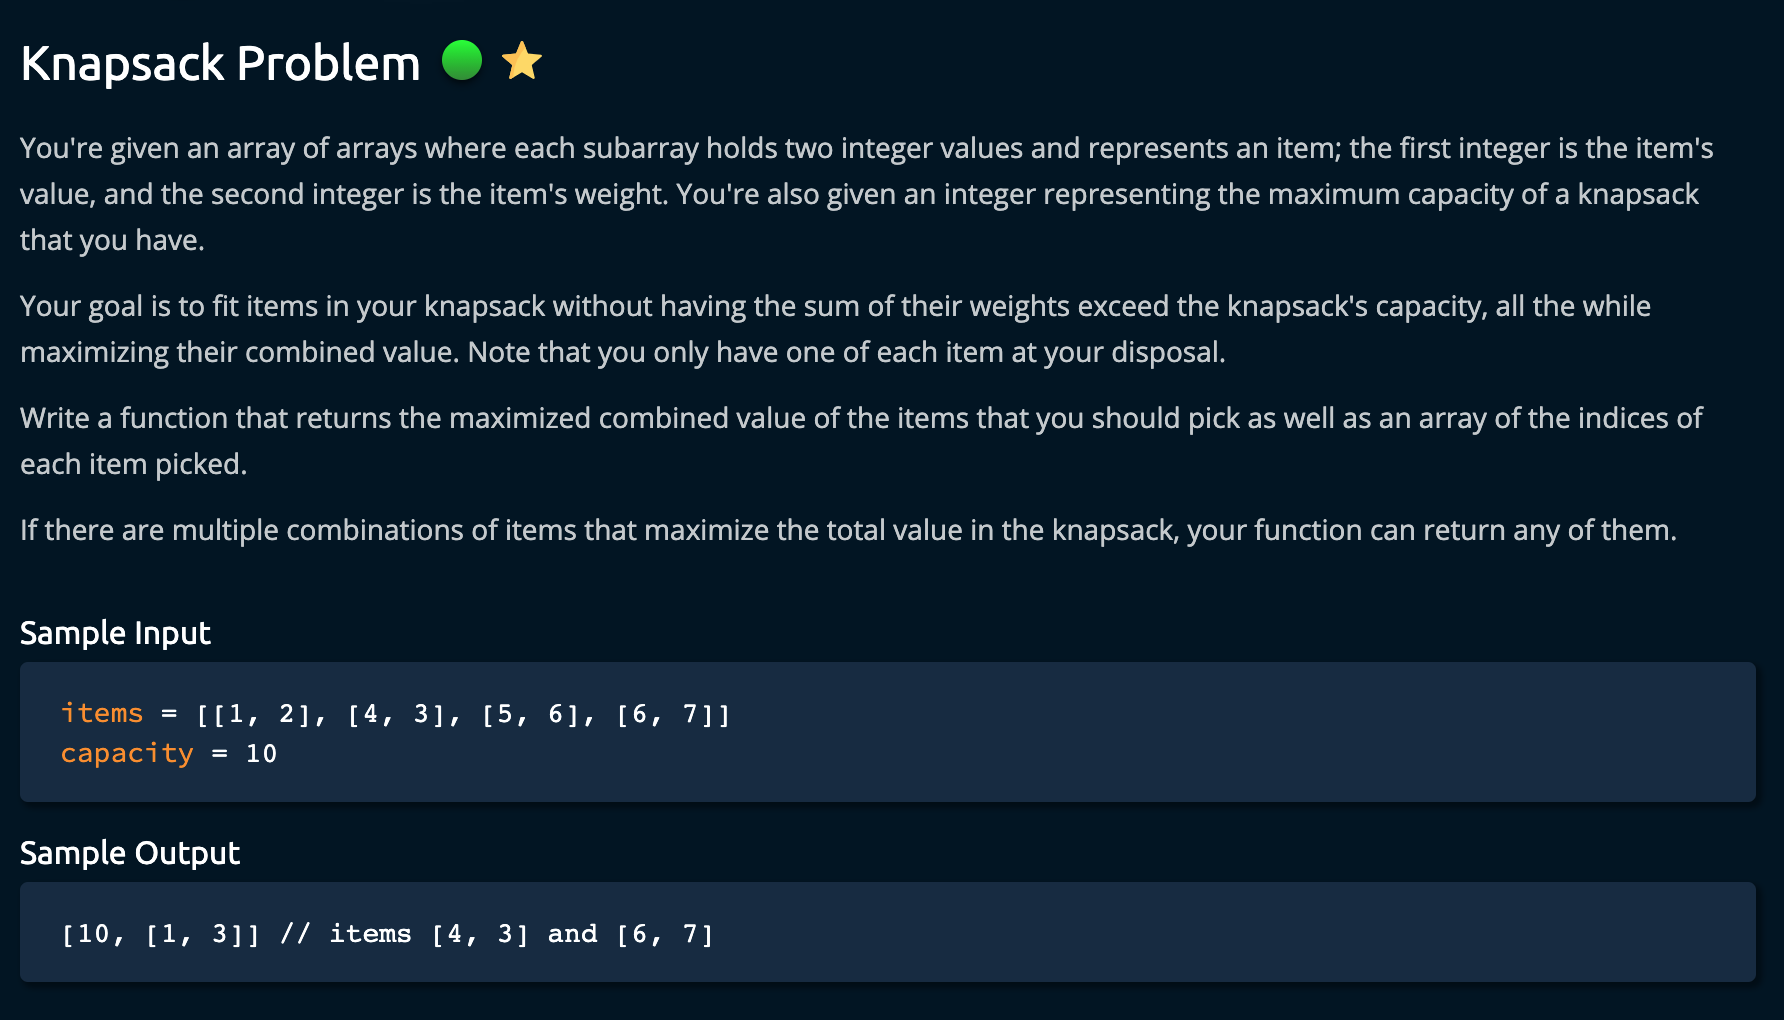 Knapsack Problem
You're given an array of arrays where each subarray holds two integer values and represents an item; the first integer is the item's
value, and the second integer is the item's weight. You're also given an integer representing the maximum capacity of a knapsack
that you have.
Your goal is to fit items in your knapsack without having the sum of their weights exceed the knapsack's capacity, all the while
maximizing their combined value. Note that you only have one of each item at your disposal.
Write a function that returns the maximized combined value of the items that you should pick as well as an array of the indices of
each item picked.
If there are multiple combinations of items that maximize the total value in the knapsack, your function can return any of them.
Sample Input
items = [[1, 2], [4, 3], [5, 6], [6, 7]]
capacity = 10
Sample Output
[10, [1, 3]] // items [4, 3] and [6, 7]